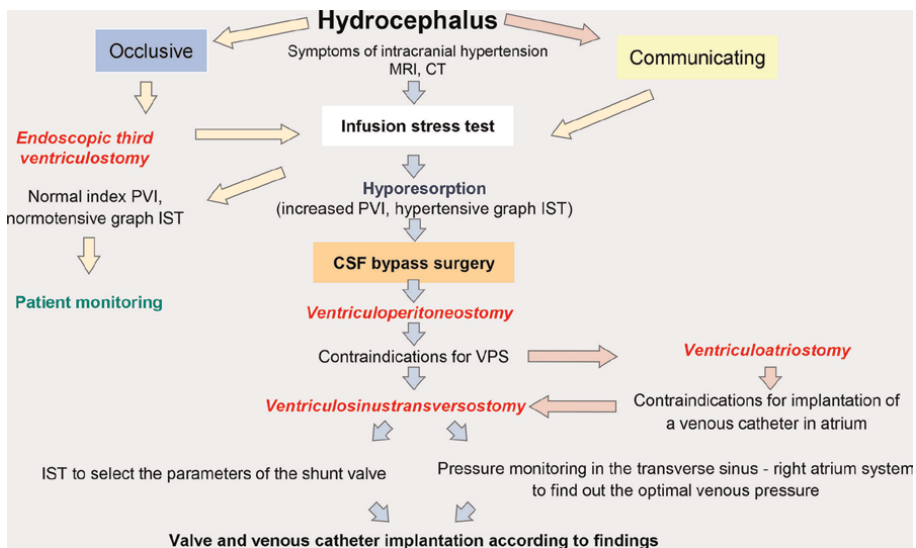 Hydrocephalus
Occlusive
Symptoms of intracranial hypertension
MRI, CT
Communicating
Infusion stress test
Endoscopic third
ventriculostomy
Hyporesorption
(increased PVI, hypertensive graph IST)
Normal index PVI,
normotensive graph IST
CSF bypass surgery
Patient monitoring
Ventriculoperitoneostomy
Contraindications for VPS
Ventriculoatriostomy
Ventriculosinustransversostomy
Contraindications for implantation of
a venous catheter in atrium
IST to select the parameters of the shunt valve
Pressure monitoring in the transverse sinus - right atrium system
to find out the optimal venous pressure
Valve and venous catheter implantation according to findings